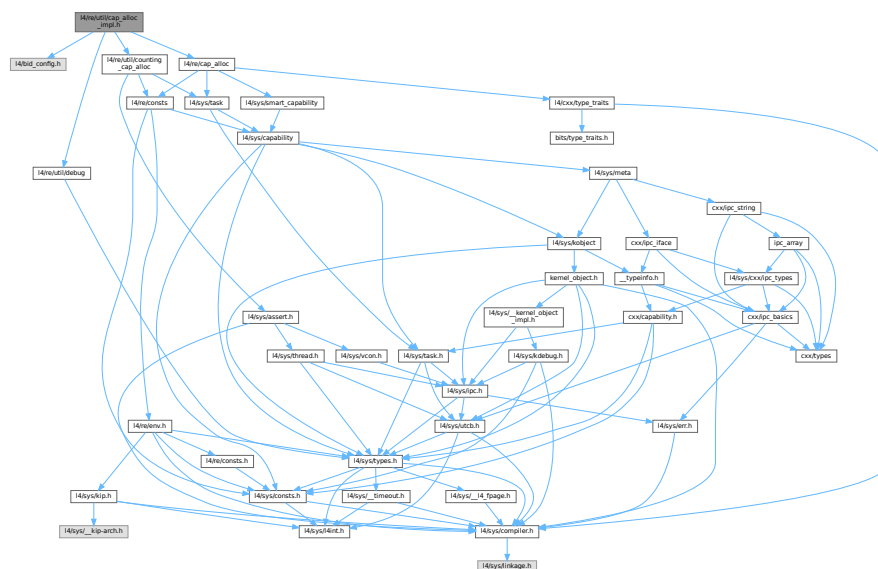 l4/re/util/cap_alloc
_impl.h
l4/bid_config.h
l4/re/util/counting
_cap_alloc
l4/re/cap_alloc
l4/re/consts
l4/sys/task
l4/sys/smart_capability
l4/cxx/type_traits
l4/sys/capability
bits/type_traits.h
l4/re/util/debug
l4/sys/meta
cxx/ipc_string
l4/sys/kobject
cxx/ipc_iface
ipc_array
kernel_object.h
__typeinfo.h
l4/sys/cxx/ipc_types
l4/sys/assert.h
l4/sys/__kernel_object
_impl.h
cxx/capability.h
cxx/ipc_basics
l4/sys/thread.h
l4/sys/vcon.h
l4/sys/task.h
l4/sys/kdebug.h
cxx/types
l4/sys/ipc.h
l4/re/env.h
l4/sys/utcb.h
l4/sys/err.h
l4/re/consts.h
l4/sys/types.h
l4/sys/kip.h
l4/sys/consts.h
l4/sys/__timeout.h
l4/sys/__l4_fpage.h
l4/sys/__kip-arch.h
l4/sys/l4int.h
l4/sys/compiler.h
l4/sys/linkage.h